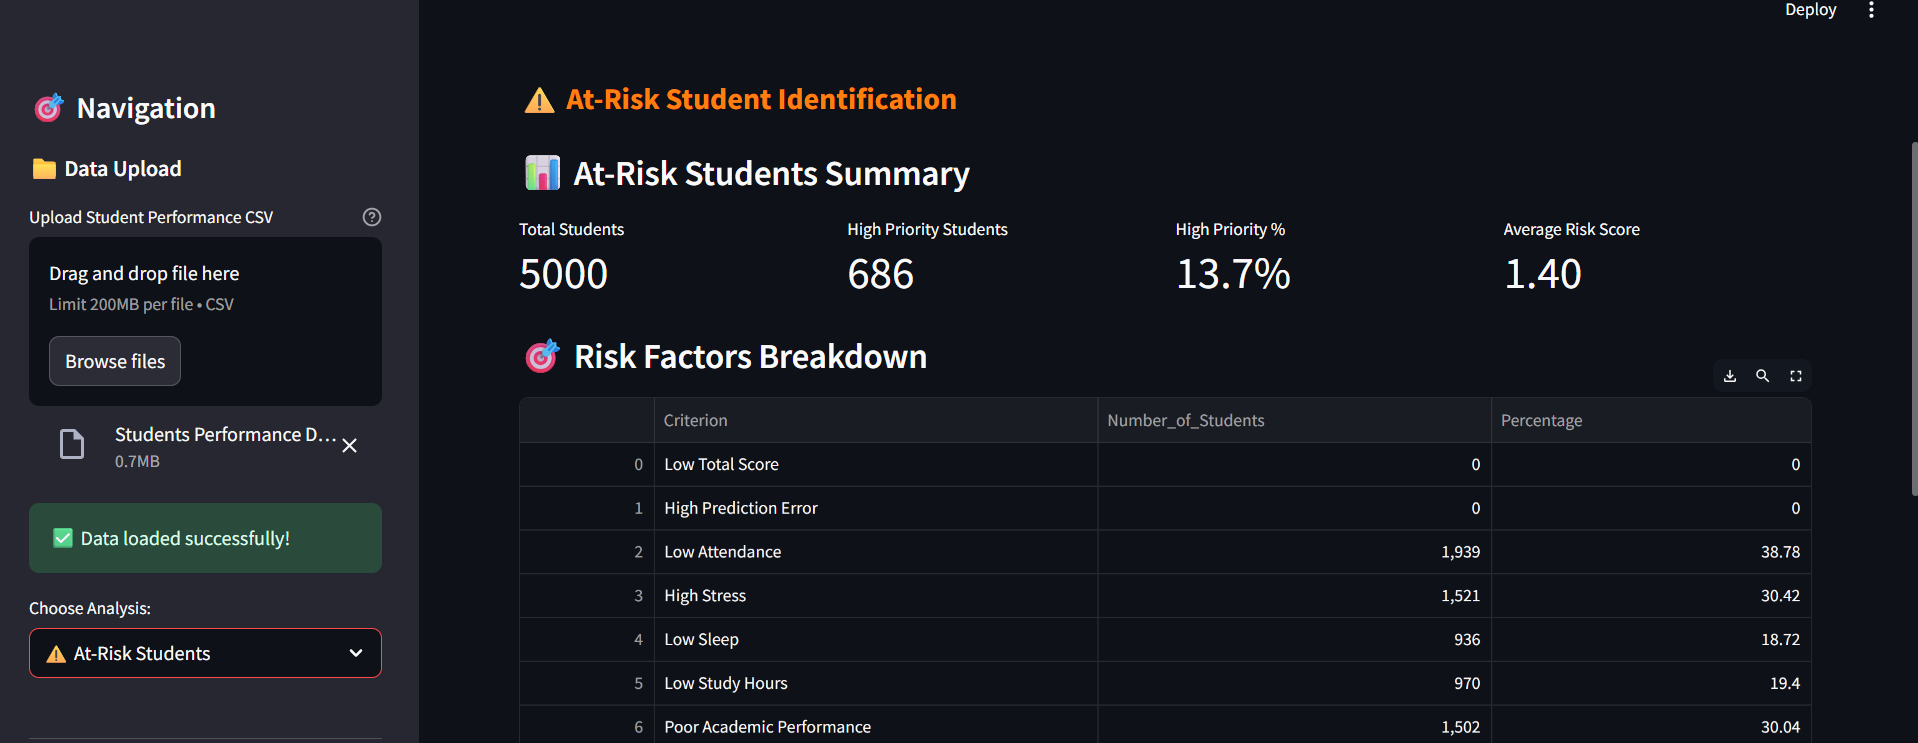 Deploy
Navigation
Data Upload
Upload Student Performance CSV
Drag and drop file here
Limit 200MB per file • CSV
Browse files
Students Performance D...
0.7MB
Data loaded successfully!
Choose Analysis:
At-Risk Students
At-Risk Student Identification
At-Risk Students Summary
Total Students High Priority Students High Priority % Average Risk Score
5000 686 13.7% 1.40
Risk Factors Breakdown
Criterion Number_of_Students Percentage
0 Low Total Score 0 0
1 High Prediction Error 0 0
2 Low Attendance 1,939 38.78
3 High Stress 1,521 30.42
4 Low Sleep 936 18.72
5 Low Study Hours 970 19.4
6 Poor Academic Performance 1,502 30.04